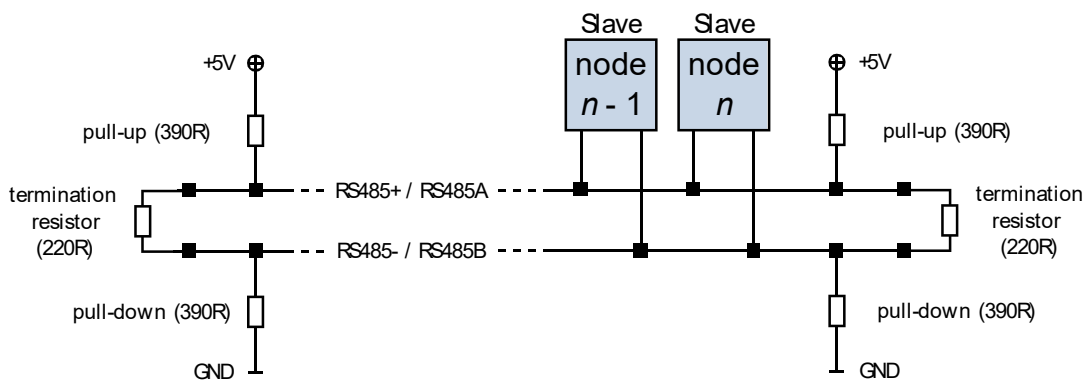 Slave
Slave
node
n - 1
node
n
+5V
+5V
pull-up (390R)
pull-up (390R)
termination
resistor
(220R)
RS485+ / RS485A
termination
resistor
(220R)
RS485- / RS485B
pull-down (390R)
pull-down (390R)
GND
GND